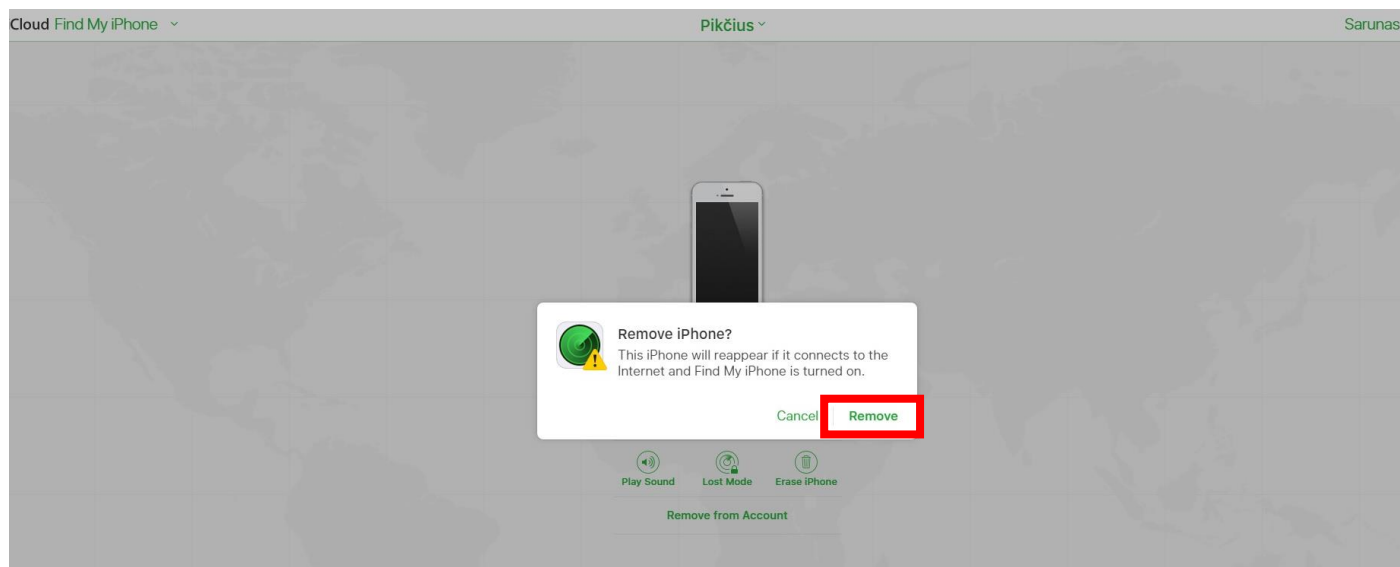 Cloud Find My iPhone
Pikčius
Sarunas
Remove iPhone?
This iPhone will reappear if it connects to the
Internet and Find My iPhone is turned on.
Cancel Remove
Play Sound Lost Mode Erase iPhone
Remove from Account